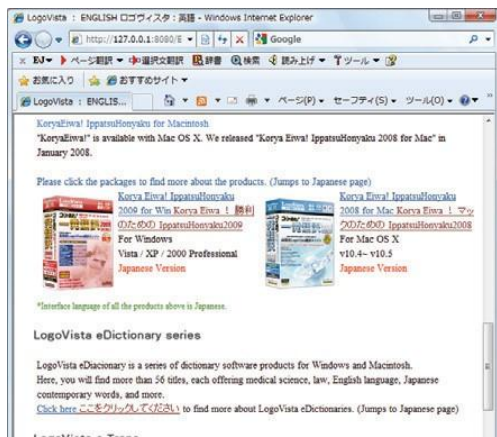 LogoVista : ENGLISH ロゴヴィスタ：英語 - Windows Internet Explorer
http://127.0.0.1:8080/E
Google
x EJ ページ翻訳 中 選択文翻訳 辞書 検索 読み上げ ツール
お気に入り おすすめサイト
LogoVista : ENGLIS... ページ(P) セーフティ(S) ツール(O)
KoryaEiwa! IppatsuHonyaku for Macintosh
"KoryaEiwa!" is available with Mac OS X. We released "Korya Eiwa! IppatsuHonyaku 2008 for Mac" in
January 2008.
Please click the packages to find more about the products. (Jumps to Japanese page)
Korya Eiwa! IppatsuHonyaku
2009 for Win Korya Eiwa ！ 勝利
のための IppatsuHonyaku2009
For Windows
Vista / XP / 2000 Professional
Japanese Version
Korya Eiwa! IppatsuHonyaku
2008 for Mac Korya Eiwa ！ マッ
クのための IppatsuHonyaku2008
For Mac OS X
v10.4~ v10.5
Japanese Version
*Interface language of all the products above is Japanese.
LogoVista eDictionary series
LogoVista eDiacionary is a series of dictionary software products for Windows and Macintosh.
Here, you will find more than 56 titles, each offering medical science, law, English language, Japanese
contemporary words, and more.
Click here ここをクリックしてください to find more about LogoVista eDictionaries. (Jumps to Japanese page)